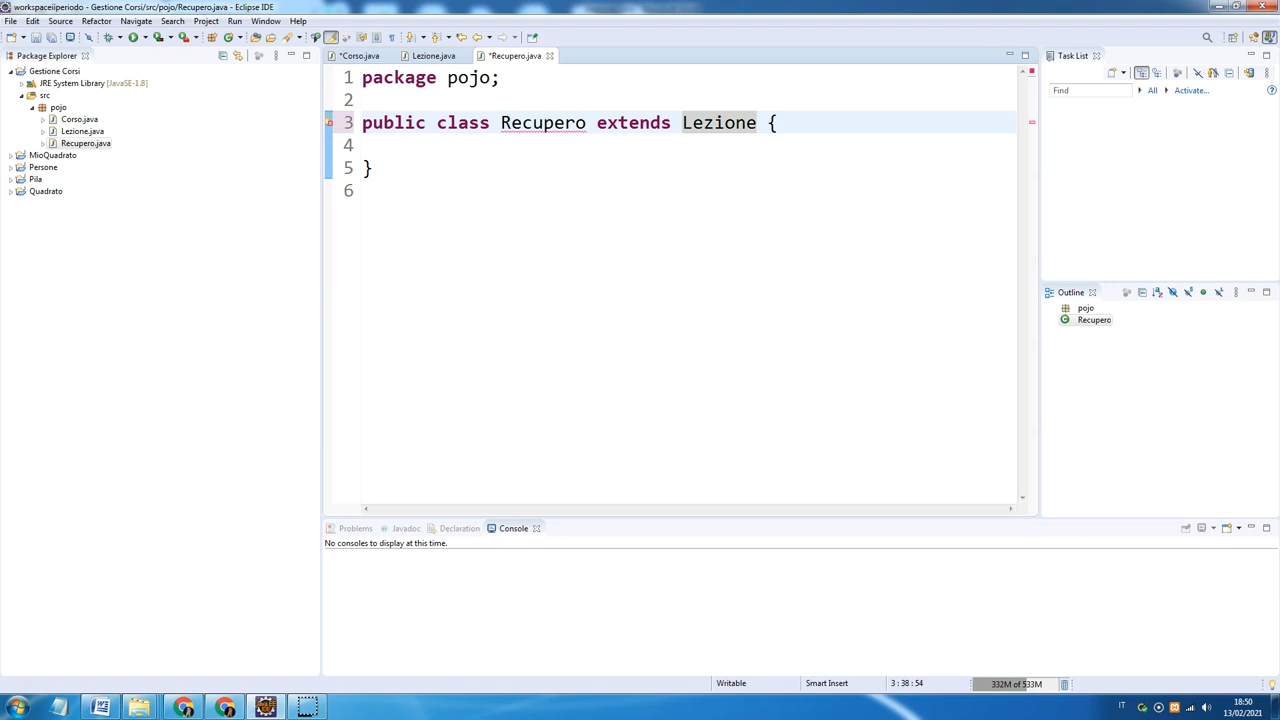 workspaceiiperiodo - Gestione Corsi/src/pojo/Recupero.java - Eclipse IDE
File Edit Source Refactor Navigate Search Project Run Window Help
Package Explorer
*Corso.java Lezione.java *Recupero.java
Task List
Gestione Corsi
JRE System Library [JavaSE-1.8]
src
pojo
Corso.java
Lezione.java
Recupero.java
MioQuadrato
Persone
Pila
Quadrato
1 package pojo;
2
3 public class Recupero extends Lezione {
4
5 }
6
Find All Activate...
Outline
pojo
Recupero
Problems Javadoc Declaration Console
No consoles to display at this time.
Writable Smart Insert 3 : 38 : 54 332M of 533M
IT 18:50
13/02/2021